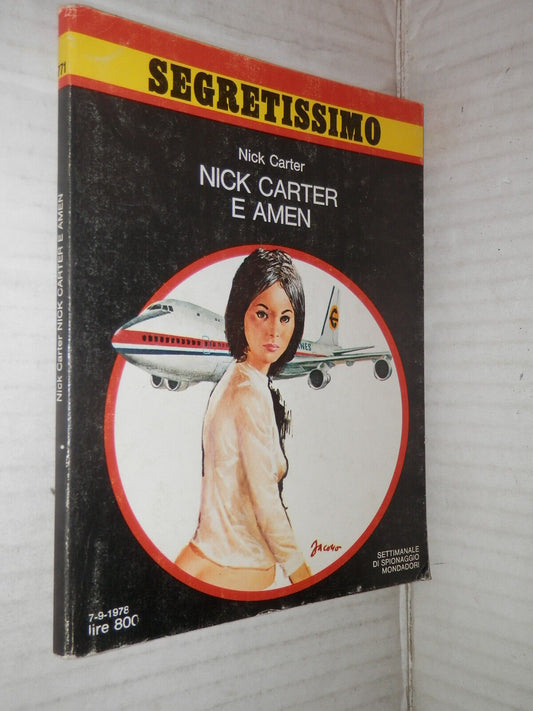 SEGRETISSIMO
Nick Carter
NICK CARTER
E AMEN
Jacono
SETTIMANALE
DI SPIONAGGIO
MONDADORI
7-9-1978
lire 800
Nick Carter NICK CARTER E AMEN